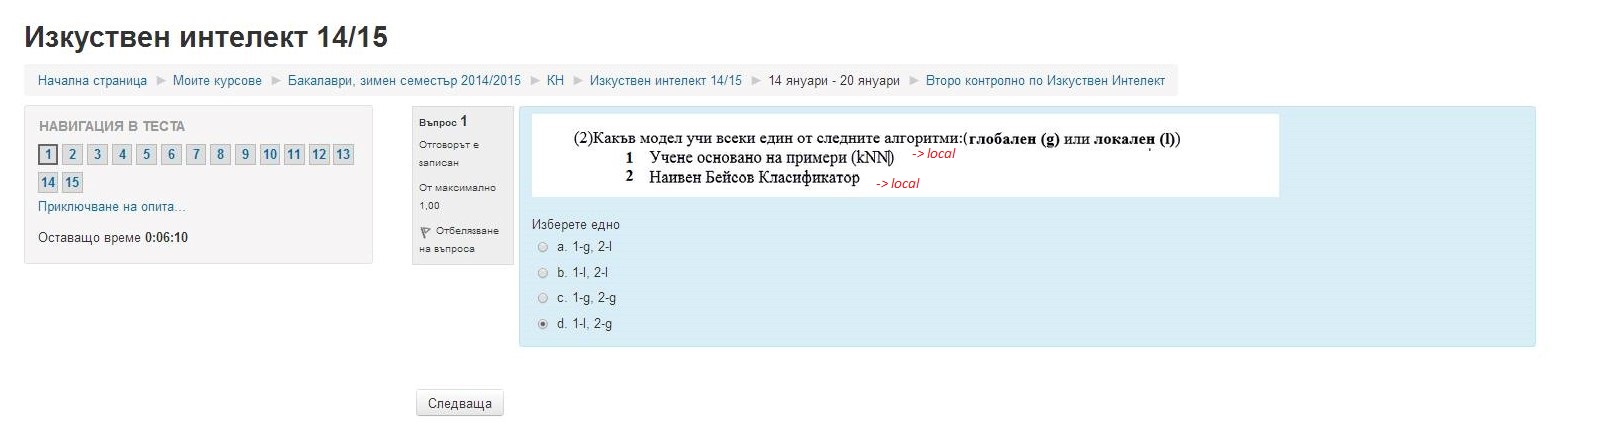 Изкуствен интелект 14/15
Начална страница ► Моите курсове ► Бакалаври, зимен семестър 2014/2015 ► КН ► Изкуствен интелект 14/15 ► 14 януари - 20 януари ► Второ контролно по Изкуствен Интелект
НАВИГАЦИЯ В ТЕСТА
1 2 3 4 5 6 7 8 9 10 11 12 13
14 15
Приключване на опита...
Оставащо време 0:06:10
Въпрос 1
Отговорът е
записан
От максимално
1,00
Отбелязване
на въпроса
(2)Какъв модел учи всеки един от следните алгоритми:(глобален (g) или локален (l))
1 Учене основано на примери (kNN) -> local
2 Наивен Бейсов Класификатор -> local
Изберете едно
a. 1-g, 2-l
b. 1-l, 2-l
c. 1-g, 2-g
d. 1-l, 2-g
Следваща